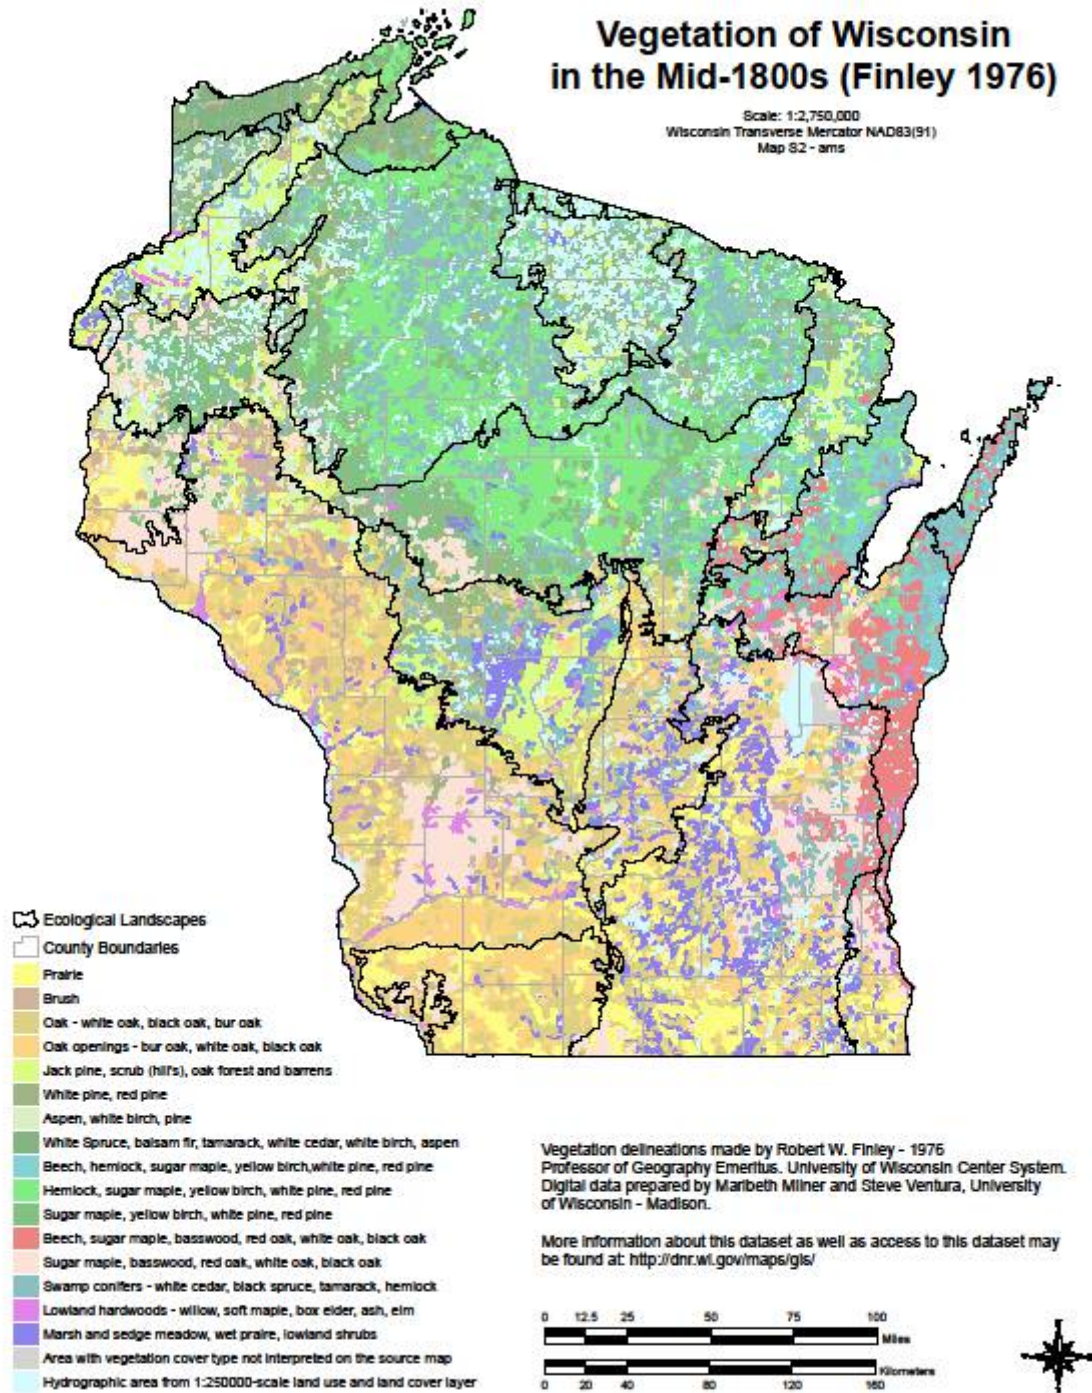 Vegetation of Wisconsin
in the Mid-1800s (Finley 1976)
Scale: 1:2,750,000
Wisconsin Transverse Mercator NAD83(91)
Map S2 - ams
Ecological Landscapes
County Boundaries
Prairie
Brush
Oak - white oak, black oak, bur oak
Oak openings - bur oak, white oak, black oak
Jack pine, scrub (hill's), oak forest and barrens
White pine, red pine
Aspen, white birch, pine
White Spruce, balsam fir, tamarack, white cedar, white birch, aspen
Beech, hemlock, sugar maple, yellow birch,white pine, red pine
Hemlock, sugar maple, yellow birch, white pine, red pine
Sugar maple, yellow birch, white pine, red pine
Beech, sugar maple, basswood, red oak, white oak, black oak
Sugar maple, basswood, red oak, white oak, black oak
Swamp conifers - white cedar, black spruce, tamarack, hemlock
Lowland hardwoods - willow, soft maple, box elder, ash, elm
Marsh and sedge meadow, wet praire, lowland shrubs
Area with vegetation cover type not interpreted on the source map
Hydrographic area from 1:250000-scale land use and land cover layer
Vegetation delineations made by Robert W. Finley - 1976
Professor of Geography Emeritus. University of Wisconsin Center System.
Digital data prepared by Maribeth Milner and Steve Ventura, University
of Wisconsin - Madison.
More information about this dataset as well as access to this dataset may
be found at: http://dnr.wi.gov/maps/gis/
0 12.5 25 50 75 100
Miles
Kilometers
0 20 40 80 120 160